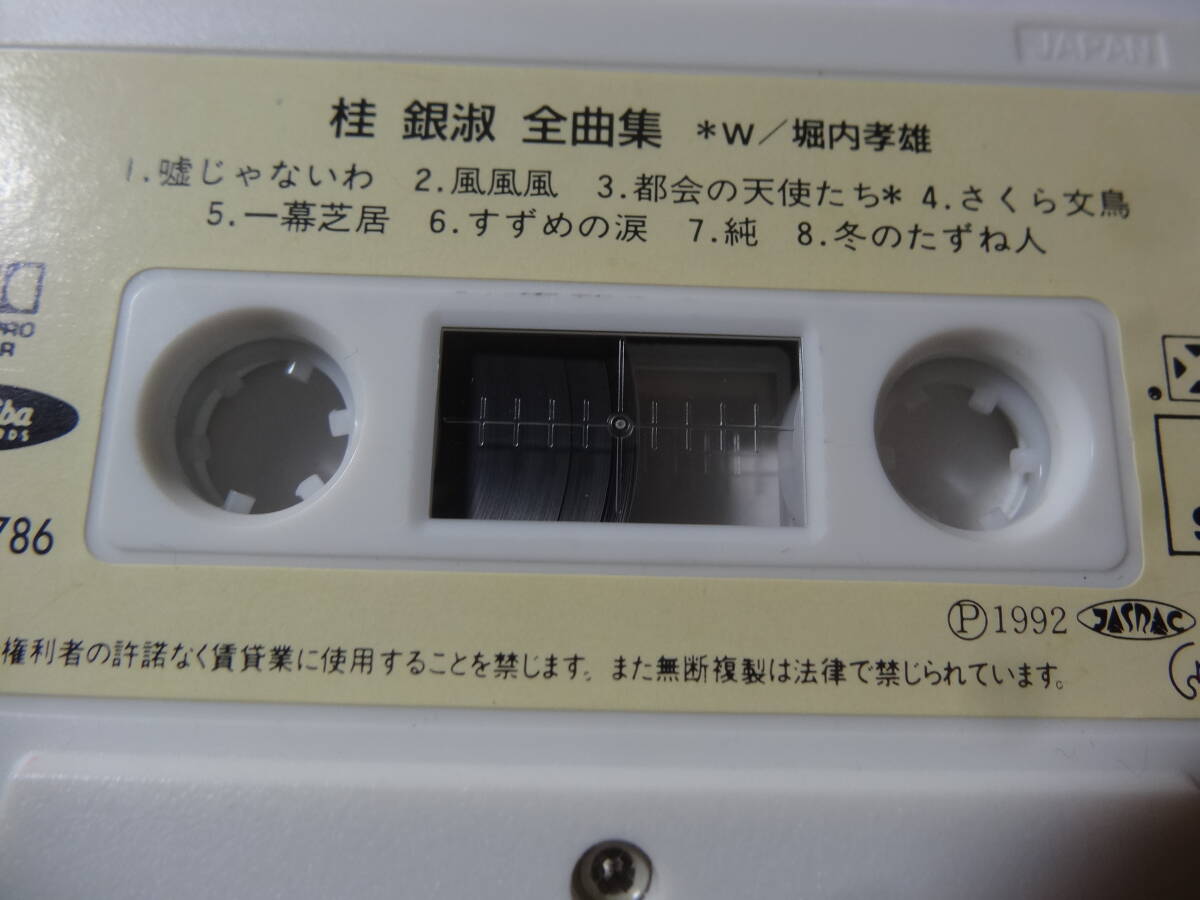 JAPAN
桂 銀淑 全曲集 *W/堀内孝雄
1.嘘じゃないわ 2.風風風 3.都会の天使たち* 4.さくら文鳥
5.一幕芝居 6.すずめの涙 7.純 8.冬のたずね人
786
Ⓟ1992 JASRAC
権利者の許諾なく賃貸業に使用することを禁じます。また無断複製は法律で禁じられています。